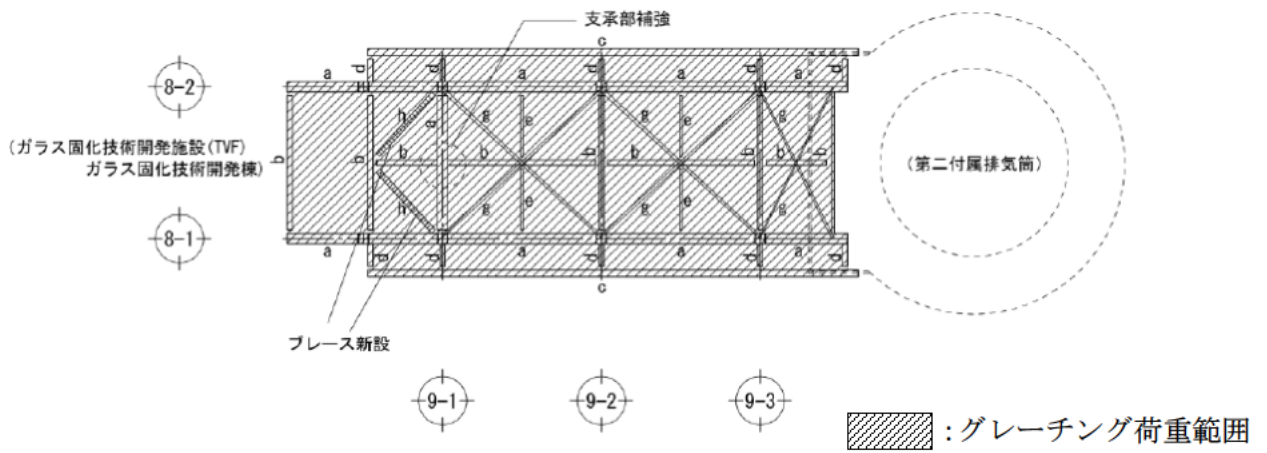 支承部補強
c
d d d d
a a a a a
8-2
h a g e g e g
(ガラス固化技術開発施設(TVF)
ガラス固化技術開発棟)
b b b b b b b b
(第二付属排気筒)
h g e g e g
8-1
a a a a
d d d d d
c
ブレース新設
9-1 9-2 9-3
:グレーチング荷重範囲